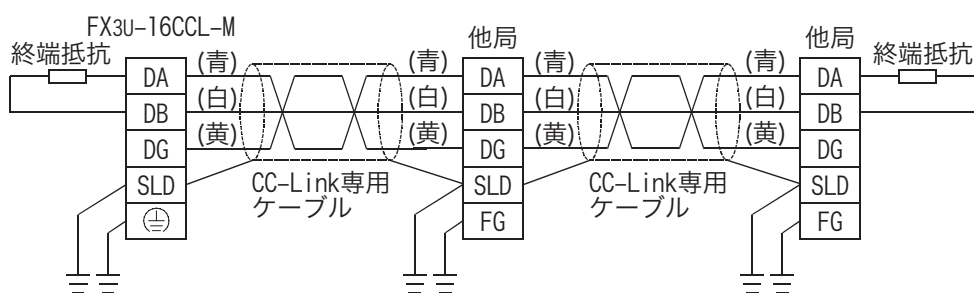 FX3U-16CCL-M
他局
他局
終端抵抗
終端抵抗
DA
(青)
(青)
DA
(青)
(青)
DA
DB
(白)
(白)
DB
(白)
(白)
DB
DG
(黄)
(黄)
DG
(黄)
(黄)
DG
SLD
CC-Link専用
ケーブル
SLD
CC-Link専用
ケーブル
SLD
FG
FG